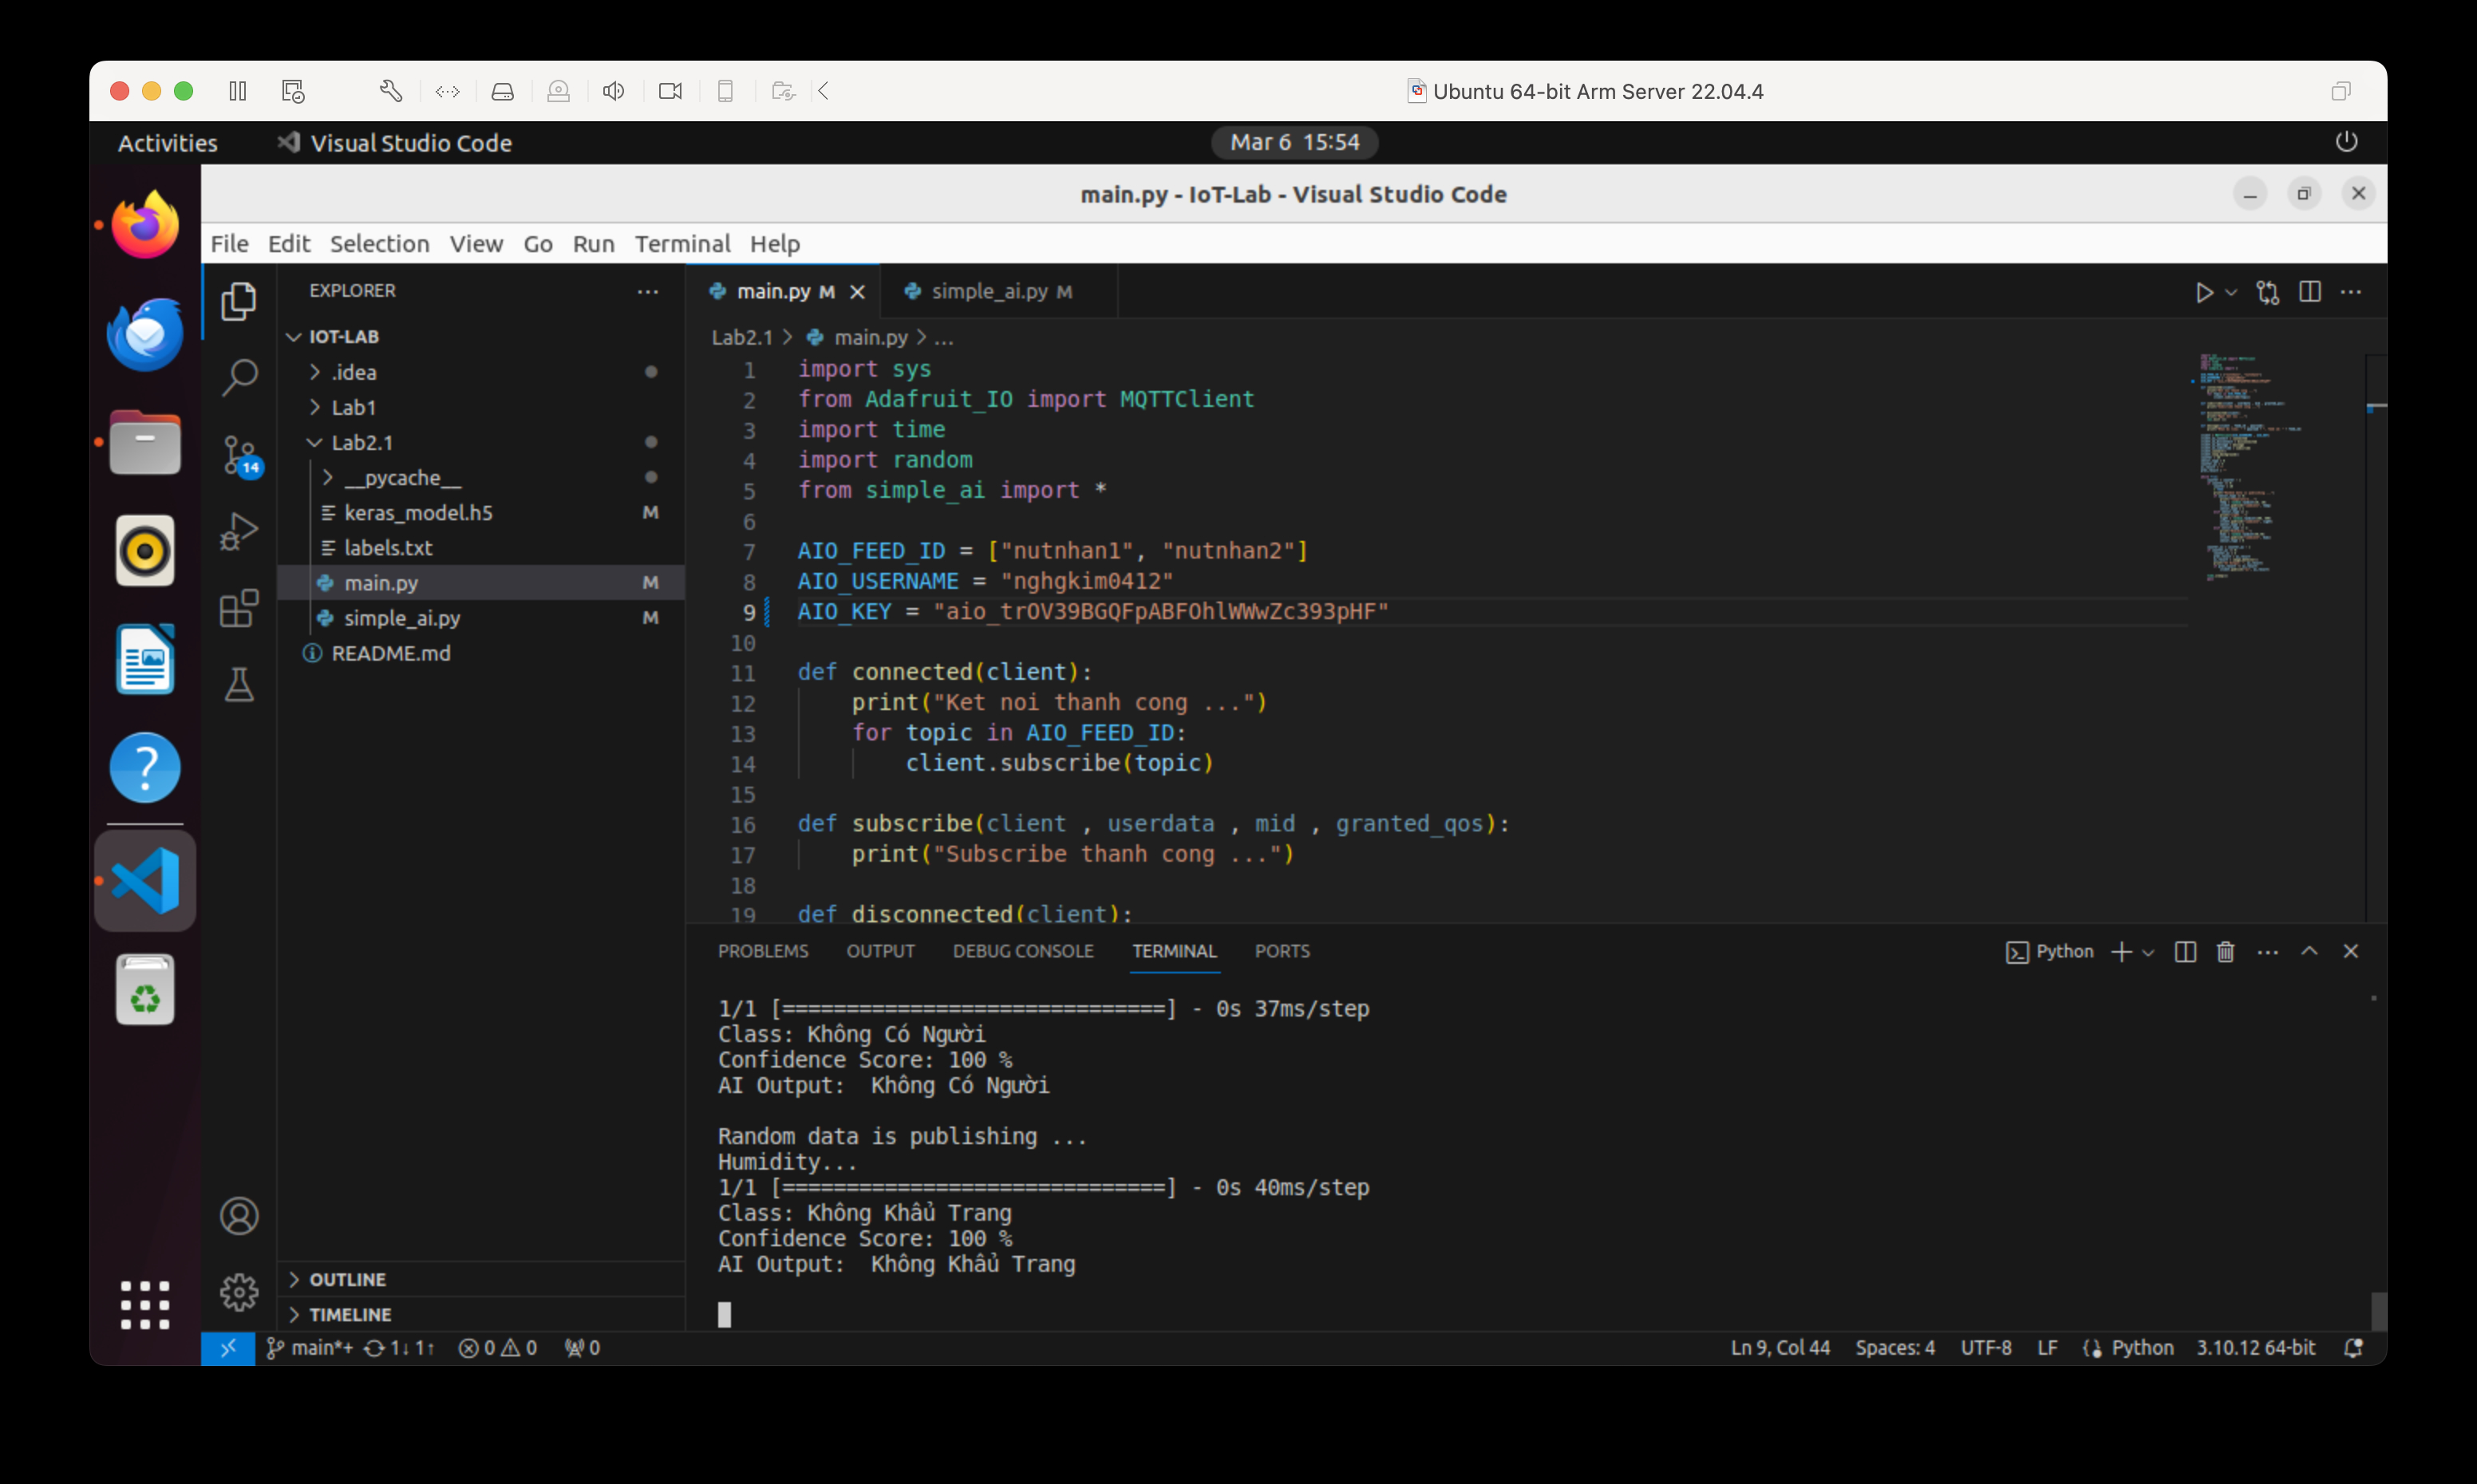 Ubuntu 64-bit Arm Server 22.04.4
Activities
Visual Studio Code
Mar 6 15:54
main.py - IoT-Lab - Visual Studio Code
File Edit Selection View Go Run Terminal Help
EXPLORER
IOT-LAB
.idea
Lab1
Lab2.1
__pycache__
keras_model.h5 M
labels.txt
main.py M
simple_ai.py M
README.md
14
OUTLINE
TIMELINE
main.py M
simple_ai.py M
Lab2.1 > main.py > ...
1 import sys
2 from Adafruit_IO import MQTTClient
3 import time
4 import random
5 from simple_ai import *
6
7 AIO_FEED_ID = ["nutnhan1", "nutnhan2"]
8 AIO_USERNAME = "nghgkim0412"
9 AIO_KEY = "aio_trOV39BGQFpABFOhlWWwZc393pHF"
10
11 def connected(client):
12 print("Ket noi thanh cong ...")
13 for topic in AIO_FEED_ID:
14 client.subscribe(topic)
15
16 def subscribe(client , userdata , mid , granted_qos):
17 print("Subscribe thanh cong ...")
18
19 def disconnected(client):
PROBLEMS OUTPUT DEBUG CONSOLE TERMINAL PORTS
Python
1/1 [==============================] - 0s 37ms/step
Class: Không Có Người
Confidence Score: 100 %
AI Output:  Không Có Người
Random data is publishing ...
Humidity...
1/1 [==============================] - 0s 40ms/step
Class: Không Khẩu Trang
Confidence Score: 100 %
AI Output:  Không Khẩu Trang
main*+ 1↓ 1↑ 0 0 0
Ln 9, Col 44 Spaces: 4 UTF-8 LF Python 3.10.12 64-bit